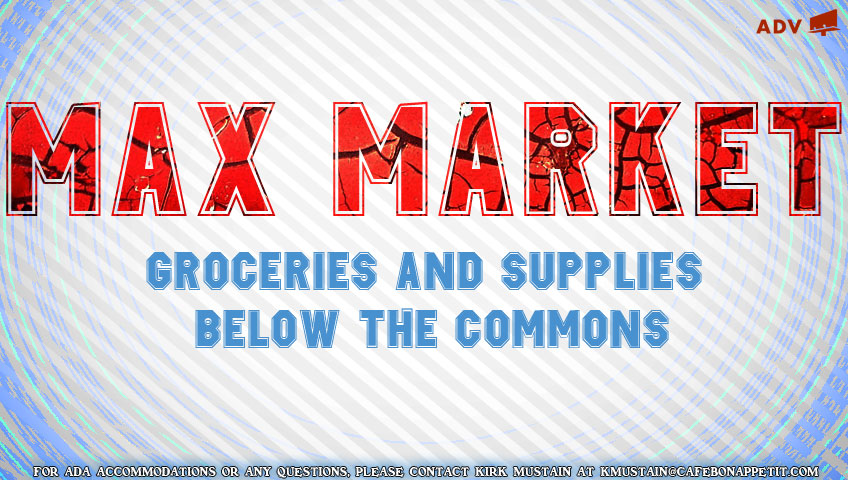 ADV
MAX MARKET
GROCERIES AND SUPPLIES
BELOW THE COMMONS
FOR ADA ACCOMMODATIONS OR ANY QUESTIONS, PLEASE CONTACT KIRK MUSTAIN AT KMUSTAIN@CAFEBONAPPETIT.COM